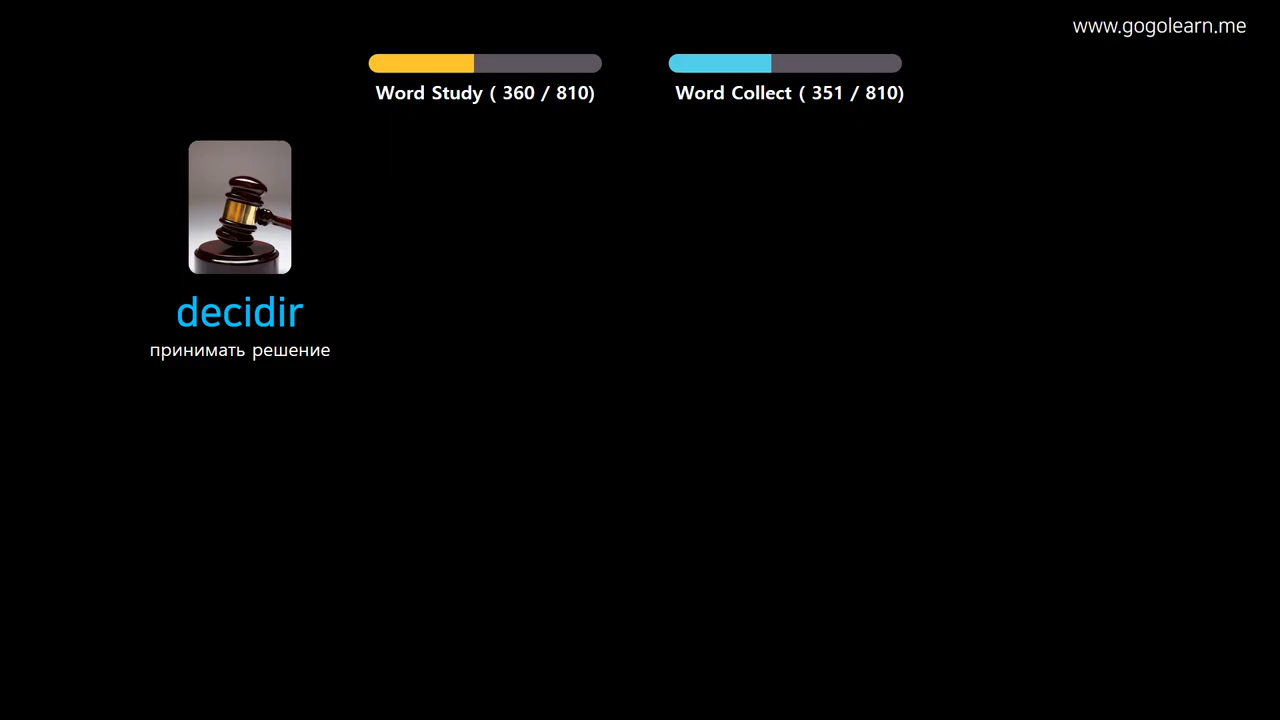 www.gogolearn.me
Word Study ( 360 / 810)
Word Collect ( 351 / 810)
decidir
принимать решение